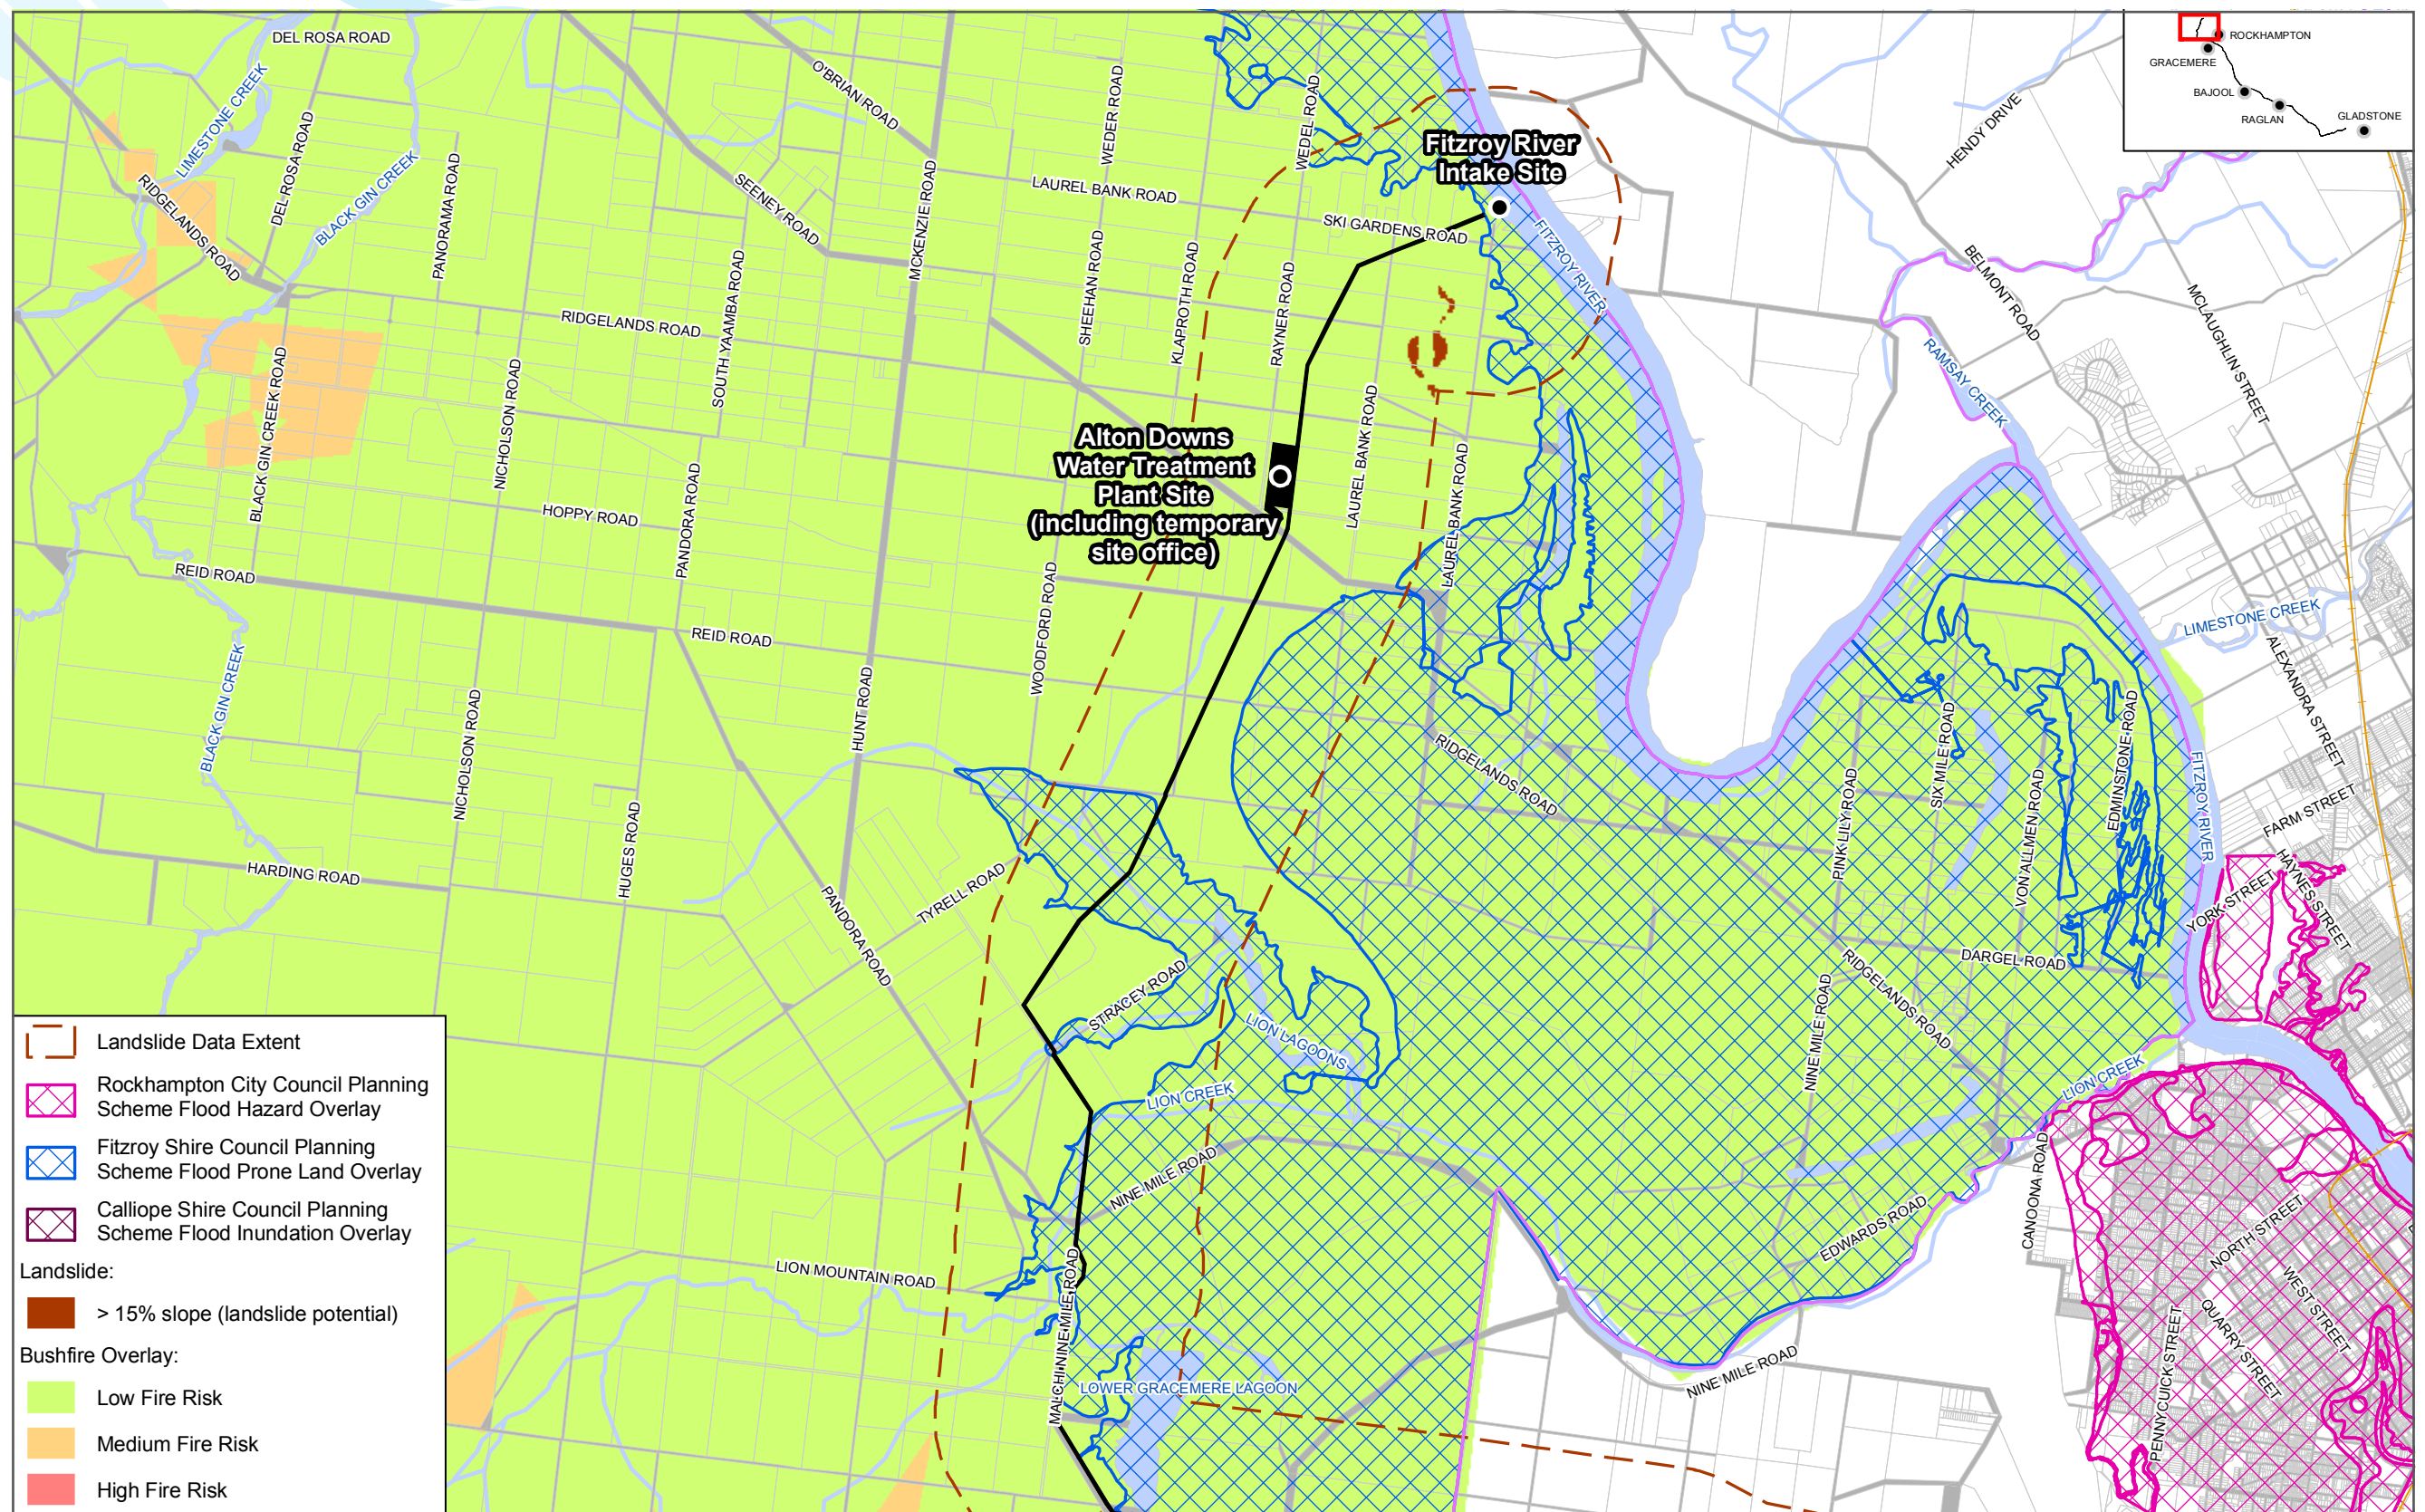 DEL ROSA ROAD
LIMESTONE CREEK
DEL ROSA ROAD
BLACK GIN CREEK
RIDGELANDS ROAD
PANORAMA ROAD
O'BRIAN ROAD
SEENEY ROAD
MCKENZIE ROAD
WEDER ROAD
WEDEL ROAD
LAUREL BANK ROAD
Fitzroy River
Intake Site
SKI GARDENS ROAD
FITZROY RIVER
HENDY DRIVE
ROCKHAMPTON
GRACEMERE
BAJOOL
RAGLAN
GLADSTONE
BELMONT ROAD
MCLAUGHLIN STREET
RAMSAY CREEK
RIDGELANDS ROAD
SOUTH YAMBA ROAD
SHEEHAN ROAD
KLAPROTH ROAD
RAYNER ROAD
BLACK GIN CREEK ROAD
NICHOLSON ROAD
LAUREL BANK ROAD
LAUREL BANK ROAD
Alton Downs
Water Treatment
Plant Site
(including temporary
site office)
HOPPY ROAD
PANDORA ROAD
REID ROAD
REID ROAD
WOODFORD ROAD
BLACK GIN CREEK
NICHOLSON ROAD
HUNT ROAD
HUGES ROAD
HARDING ROAD
PANDORA ROAD
TYRELL ROAD
STRACEY ROAD
LION LAGOONS
LION CREEK
NINE MILE ROAD
LION MOUNTAIN ROAD
MALCHI NINE MILE ROAD
LOWER GRACEMERE LAGOON
RIDGELANDS ROAD
PINK LILY ROAD
SIX MILE ROAD
VON ALLMEN ROAD
EDMINSTONE ROAD
LIMESTONE CREEK
ALEXANDRA STREET
FITZROY RIVER
FARM STREET
HAYNES STREET
YORK STREET
DARGEL ROAD
RIDGELANDS ROAD
NINE MILE ROAD
LION CREEK
CANOONA ROAD
EDWARDS ROAD
NINE MILE ROAD
NORTH STREET
WEST STREET
QUARRY STREET
PENNYCUICK STREET
Landslide Data Extent
Rockhampton City Council Planning
Scheme Flood Hazard Overlay
Fitzroy Shire Council Planning
Scheme Flood Prone Land Overlay
Calliope Shire Council Planning
Scheme Flood Inundation Overlay
Landslide:
> 15% slope (landslide potential)
Bushfire Overlay:
Low Fire Risk
Medium Fire Risk
High Fire Risk